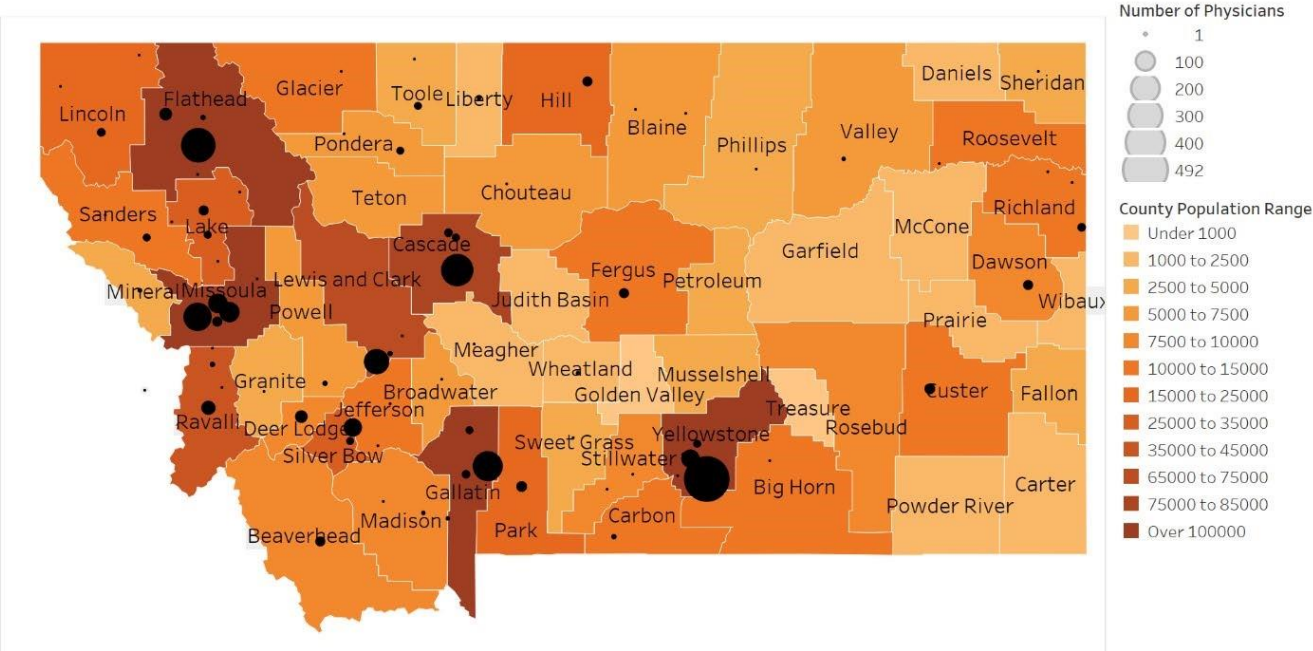 Number of Physicians
1
100
200
300
400
492
County Population Range
Under 1000
1000 to 2500
2500 to 5000
5000 to 7500
7500 to 10000
10000 to 15000
15000 to 25000
25000 to 35000
35000 to 45000
65000 to 75000
75000 to 85000
Over 100000
Daniels
Sheridan
Glacier
Toole
Liberty
Hill
Flathead
Lincoln
Blaine
Valley
Roosevelt
Pondera
Phillips
Teton
Chouteau
Sanders
Lake
McCone
Richland
Cascade
Garfield
Dawson
Lewis and Clark
Fergus
Petroleum
Mineral
Missoula
Judith Basin
Wibaux
Powell
Prairie
Meagher
Wheatland
Musselshell
Granite
Broadwater
Golden Valley
Custer
Fallon
Jefferson
Treasure
Ravalli
Deer Lodge
Rosebud
Sweet Grass
Yellowstone
Silver Bow
Stillwater
Gallatin
Big Horn
Carter
Powder River
Madison
Carbon
Park
Beaverhead